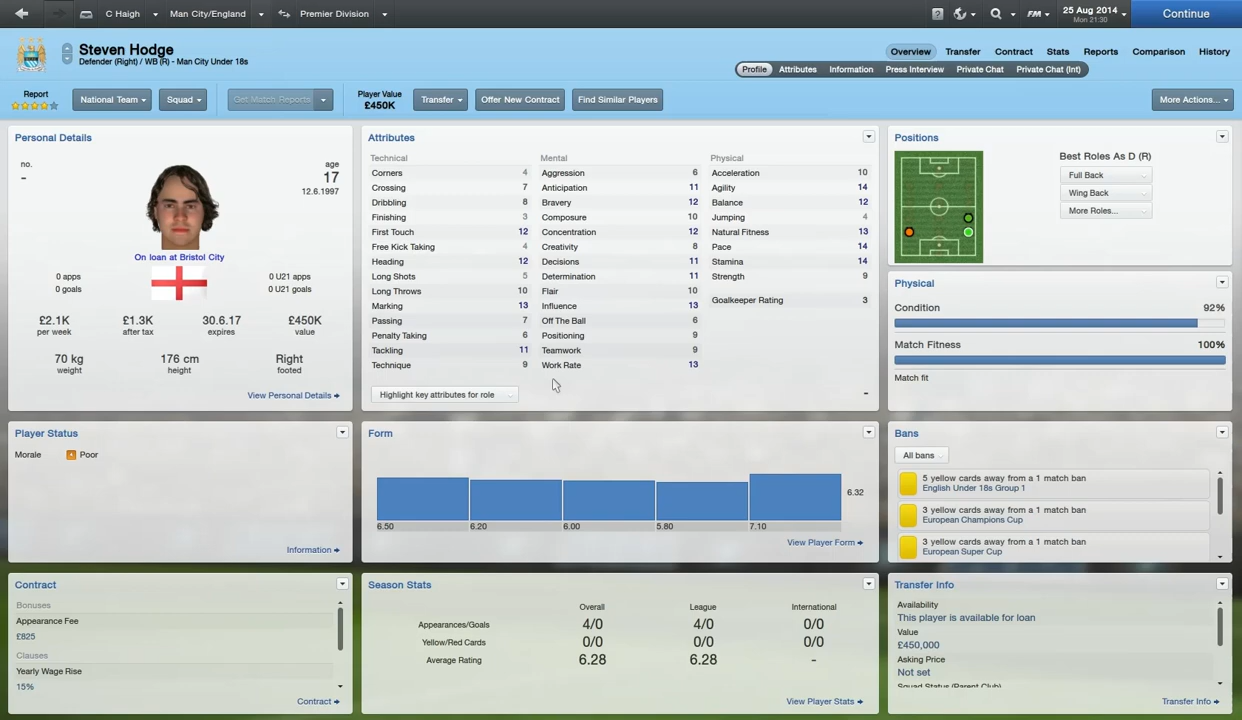 C Haigh Man City/England Premier Division ? FM 25 Aug 2014 Continue
Mon 21:30
Steven Hodge
Defender (Right) / WB (R) - Man City Under 18s
Overview Transfer Contract Stats Reports Comparison History
Profile Attributes Information Press Interview Private Chat Private Chat (Int)
Report National Team Squad Get Match Reports Player Value £450K Transfer Offer New Contract Find Similar Players More Actions...
Personal Details
no. age
- 17
12.6.1997
On loan at Bristol City
0 apps 0 U21 apps
0 goals 0 U21 goals
£2.1K £1.3K 30.6.17 £450K
per week after tax expires value
70 kg 176 cm Right
weight height footed
View Personal Details
Attributes
Technical Mental Physical
Corners 4 Aggression 6 Acceleration 10
Crossing 7 Anticipation 11 Agility 14
Dribbling 8 Bravery 12 Balance 12
Finishing 3 Composure 10 Jumping 4
First Touch 12 Concentration 12 Natural Fitness 13
Free Kick Taking 4 Creativity 8 Pace 14
Heading 12 Decisions 11 Stamina 14
Long Shots 5 Determination 11 Strength 9
Long Throws 10 Flair 10
Goalkeeper Rating 3
Marking 13 Influence 13
Passing 7 Off The Ball 6
Penalty Taking 6 Positioning 9
Tackling 11 Teamwork 9
Technique 9 Work Rate 13
Highlight key attributes for role -
Positions
Best Roles As D (R)
Full Back
Wing Back
More Roles...
Physical
Condition 92%
Match Fitness 100%
Match fit
Player Status
Morale Poor
Information
Form
6.32
6.50 6.20 6.00 5.80 7.10
View Player Form
Bans
All bans
5 yellow cards away from a 1 match ban
English Under 18s Group 1
3 yellow cards away from a 1 match ban
European Champions Cup
3 yellow cards away from a 1 match ban
European Super Cup
Contract
Bonuses
Appearance Fee
£825
Clauses
Yearly Wage Rise
15%
Contract
Season Stats
Overall League International
Appearances/Goals 4/0 4/0 0/0
Yellow/Red Cards 0/0 0/0 0/0
Average Rating 6.28 6.28 -
View Player Stats
Transfer Info
Availability
This player is available for loan
Value
£450,000
Asking Price
Not set
Squad Status (Parent Club)
Transfer Info